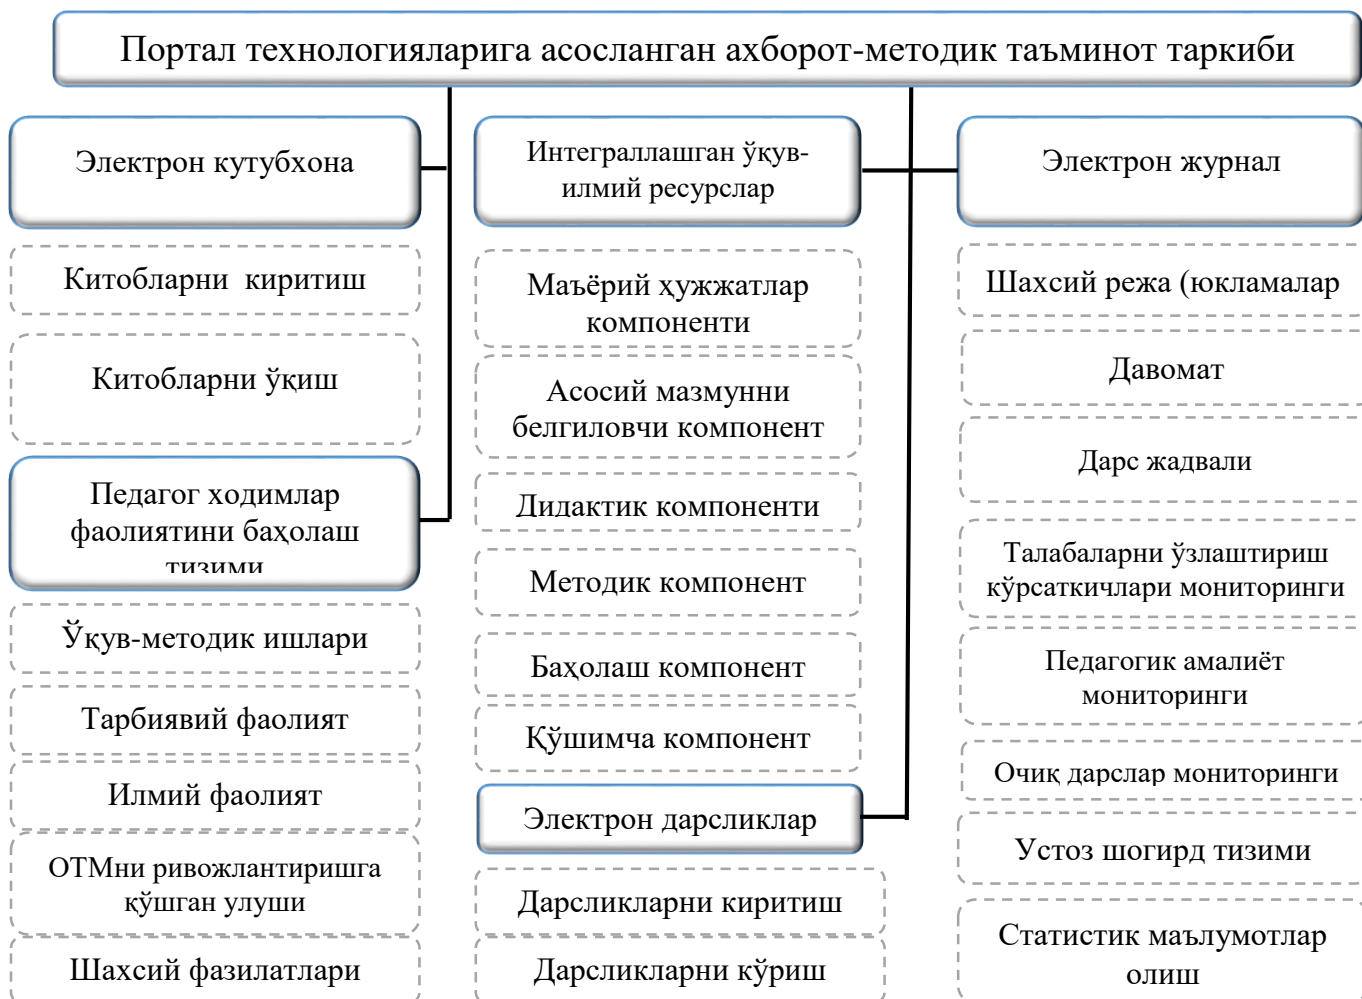 Портал технологияларига асосланган ахборот-методик таъминот таркиби
Электрон кутубхона
Китобларни киритиш
Китобларни ўқиш
Педагог ходимлар
фаолиятини баҳолаш
тизими
Ўқув-методик ишлари
Тарбиявий фаолият
Илмий фаолият
ОТМни ривожлантиришга
қўшган улуши
Шахсий фазилатлари
Интеграллашган ўқув-
илмий ресурслар
Маъёрий ҳужжатлар
компоненти
Асосий мазмунни
белгиловчи компонент
Дидактик компоненти
Методик компонент
Баҳолаш компонент
Қўшимча компонент
Электрон дарсликлар
Дарсликларни киритиш
Дарсликларни кўриш
Электрон журнал
Шахсий режа (юкламалар
Давомат
Дарс жадвали
Талабаларни ўзлаштириш
кўрсаткичлари мониторинги
Педагогик амалиёт
мониторинги
Очиқ дарслар мониторинги
Устоз шогирд тизими
Статистик маълумотлар
олиш